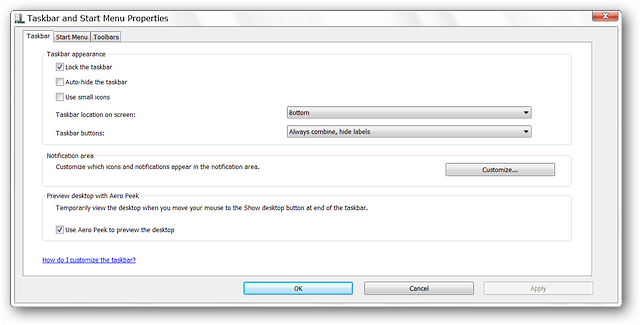 Taskbar and Start Menu Properties
Taskbar Start Menu Toolbars
Taskbar appearance
Lock the taskbar
Auto-hide the taskbar
Use small icons
Taskbar location on screen: Bottom
Taskbar buttons: Always combine, hide labels
Notification area
Customize which icons and notifications appear in the notification area.
Customize...
Preview desktop with Aero Peek
Temporarily view the desktop when you move your mouse to the Show desktop button at end of the taskbar.
Use Aero Peek to preview the desktop
How do I customize the taskbar?
OK Cancel Apply